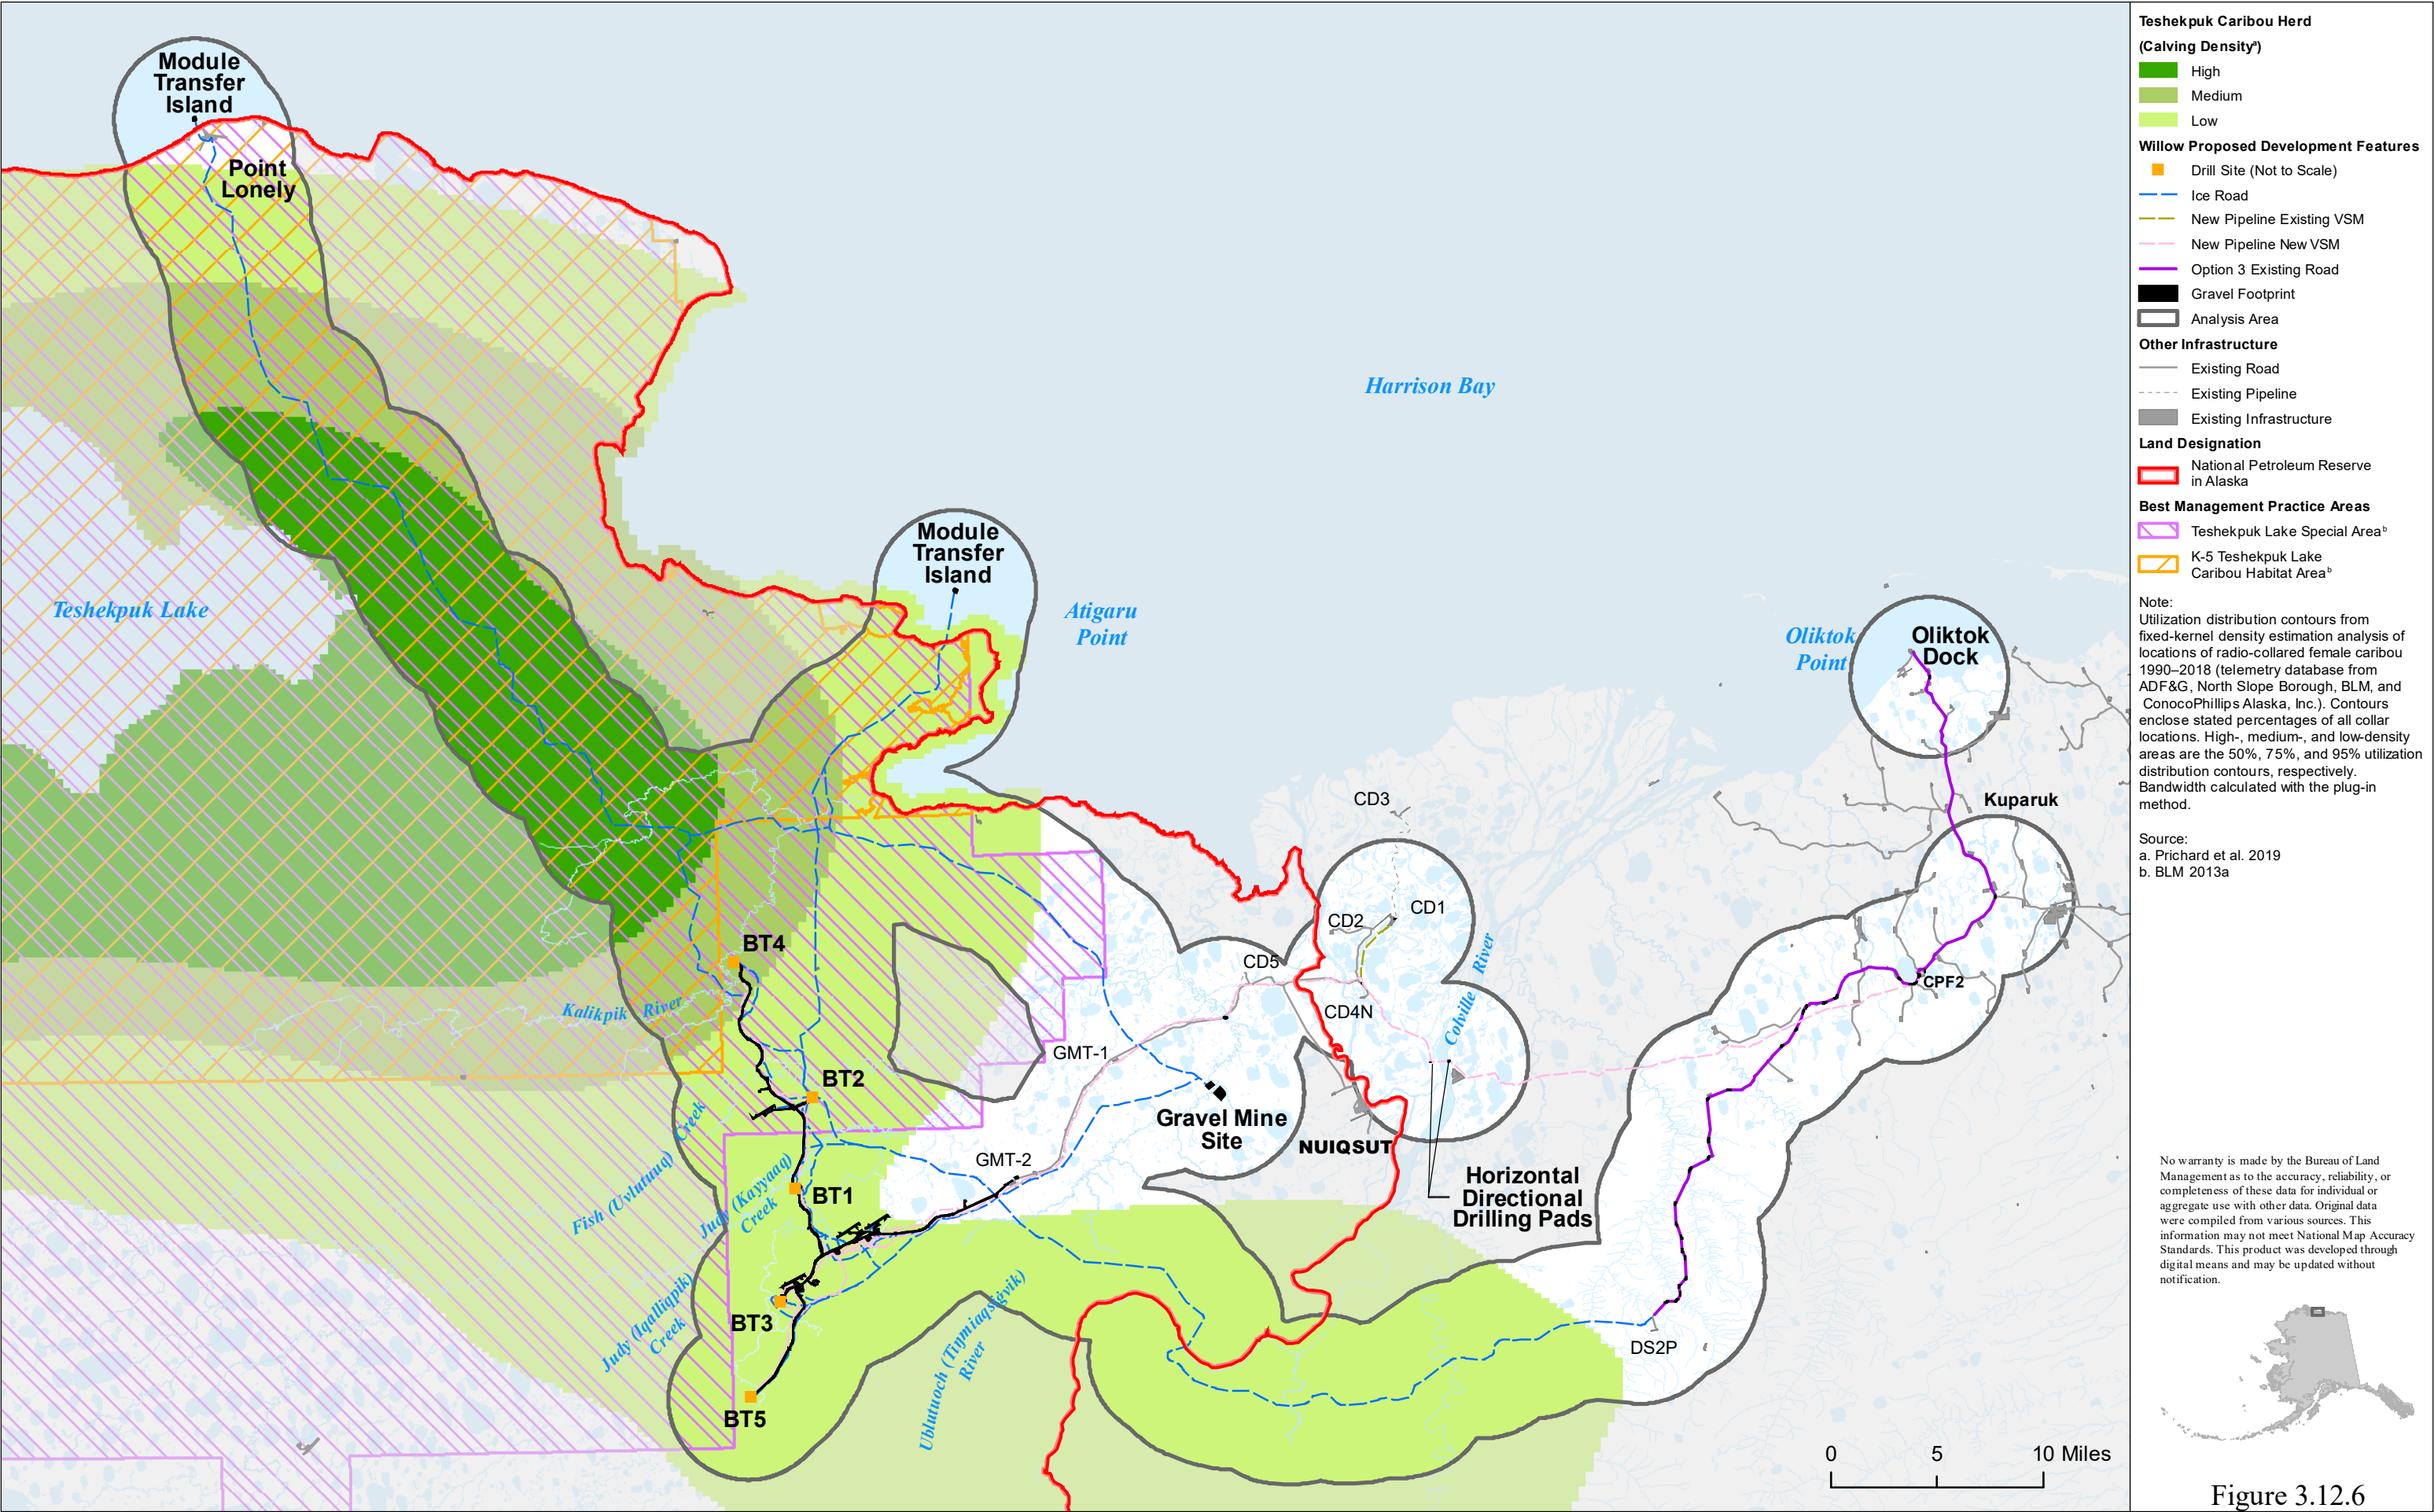 Module
Transfer
Island
Point
Lonely
Harrison Bay
Teshekpuk Lake
Module
Transfer
Island
Atigaru
Point
Oliktok
Point
Oliktok
Dock
Kuparuk
CD3
CD1
CD2
CD5
CD4N
CPF2
Colville River
BT4
Kalikpik River
GMT-1
BT2
Gravel Mine
Site
NUIQSUT
GMT-2
Horizontal
Directional
Drilling Pads
Fish (Uvlutuuq) Creek
Judy (Kayyaaq)
Creek
BT1
Judy (Iqalliqpik)
Creek
BT3
Ublutuoch (Tiŋmiaqsiġvik)
River
DS2P
BT5
0 5 10 Miles
Teshekpuk Caribou Herd
(Calving Densityª)
High
Medium
Low
Willow Proposed Development Features
Drill Site (Not to Scale)
Ice Road
New Pipeline Existing VSM
New Pipeline New VSM
Option 3 Existing Road
Gravel Footprint
Analysis Area
Other Infrastructure
Existing Road
Existing Pipeline
Existing Infrastructure
Land Designation
National Petroleum Reserve
in Alaska
Best Management Practice Areas
Teshekpuk Lake Special Area b
K-5 Teshekpuk Lake
Caribou Habitat Area b
Note:
Utilization distribution contours from
fixed-kernel density estimation analysis of
locations of radio-collared female caribou
1990–2018 (telemetry database from
ADF&G, North Slope Borough, BLM, and
ConocoPhillips Alaska, Inc.). Contours
enclose stated percentages of all collar
locations. High-, medium-, and low-density
areas are the 50%, 75%, and 95% utilization
distribution contours, respectively.
Bandwidth calculated with the plug-in
method.
Source:
a. Prichard et al. 2019
b. BLM 2013a
No warranty is made by the Bureau of Land
Management as to the accuracy, reliability, or
completeness of these data for individual or
aggregate use with other data. Original data
were compiled from various sources. This
information may not meet National Map Accuracy
Standards. This product was developed through
digital means and may be updated without
notification.
Figure 3.12.6